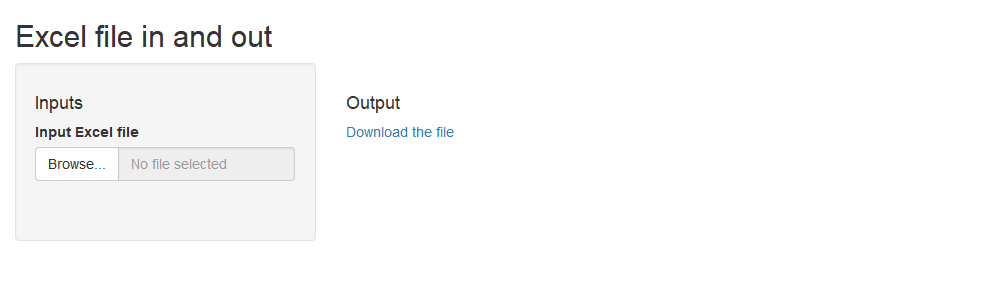 Excel file in and out
Inputs
Input Excel file
Browse... No file selected
Output
Download the file